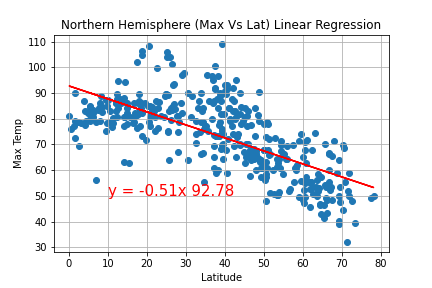 Northern Hemisphere (Max Vs Lat) Linear Regression
110
100
90
80
70
60
50
40
30
Max Temp
y = -0.51x 92.78
0 10 20 30 40 50 60 70 80
Latitude